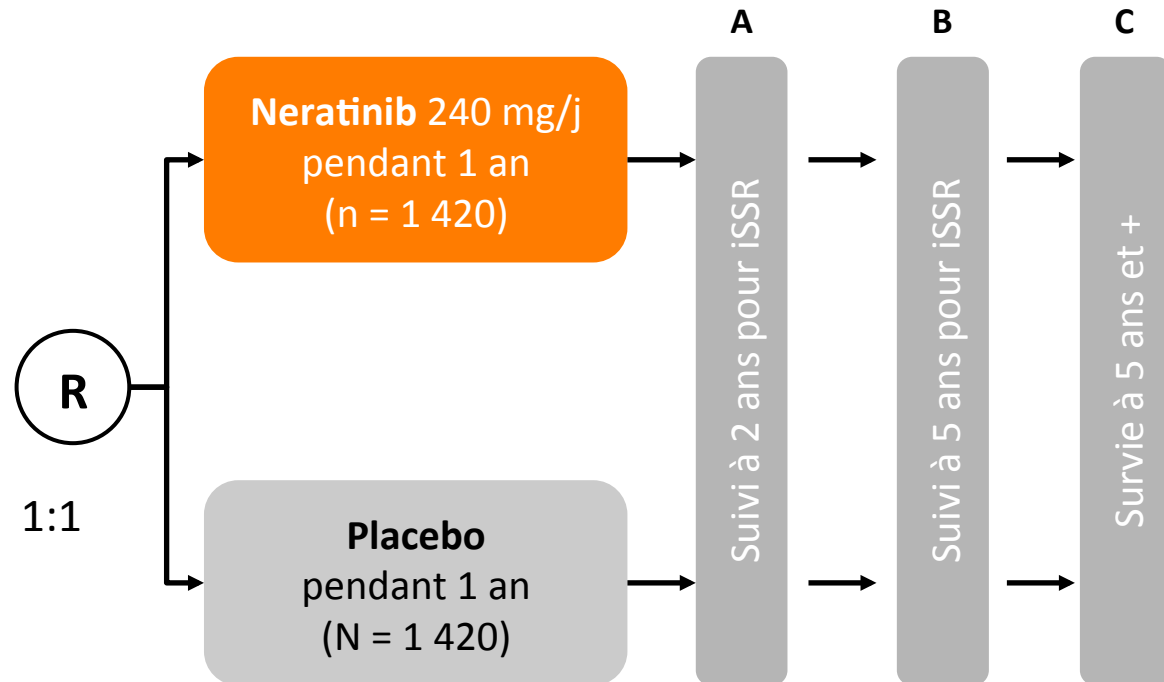 A
B
C
Neratinib 240 mg/j
pendant 1 an
(n = 1 420)
R
1:1
Placebo
pendant 1 an
(N = 1 420)
Suivi à 2 ans pour iSSR
Suivi à 5 ans pour iSSR
Survie à 5 ans et +